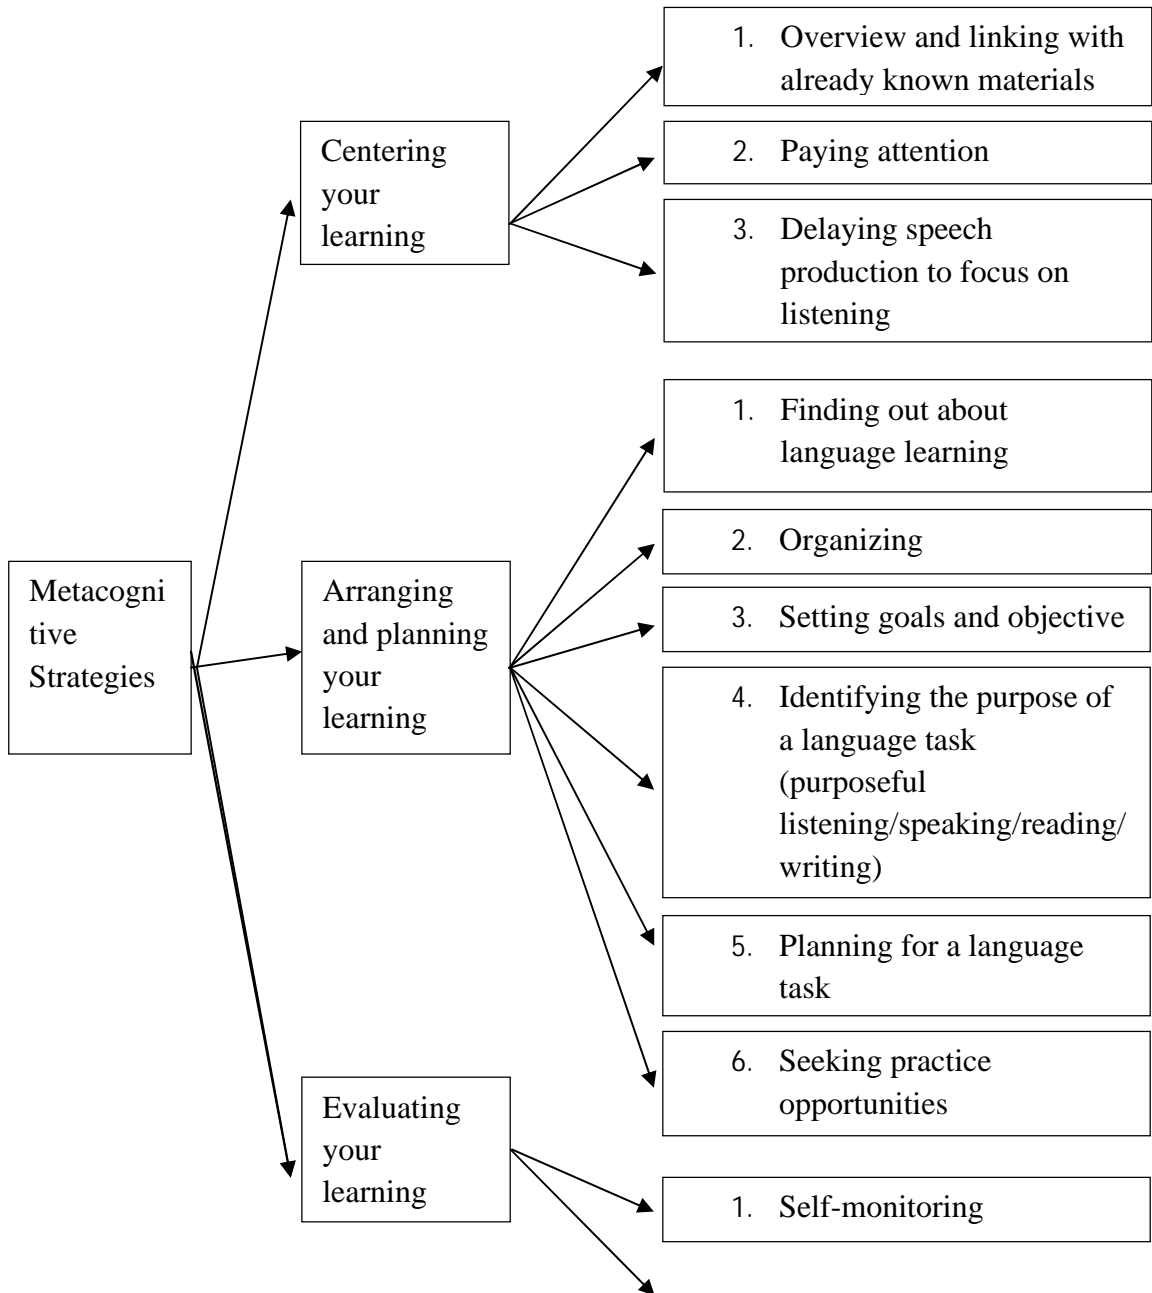 Metacogni
tive
Strategies
Centering
your
learning
1. Overview and linking with
already known materials
2. Paying attention
3. Delaying speech
production to focus on
listening
Arranging
and planning
your
learning
1. Finding out about
language learning
2. Organizing
3. Setting goals and objective
4. Identifying the purpose of
a language task
(purposeful
listening/speaking/reading/
writing)
5. Planning for a language
task
6. Seeking practice
opportunities
Evaluating
your
learning
1. Self-monitoring